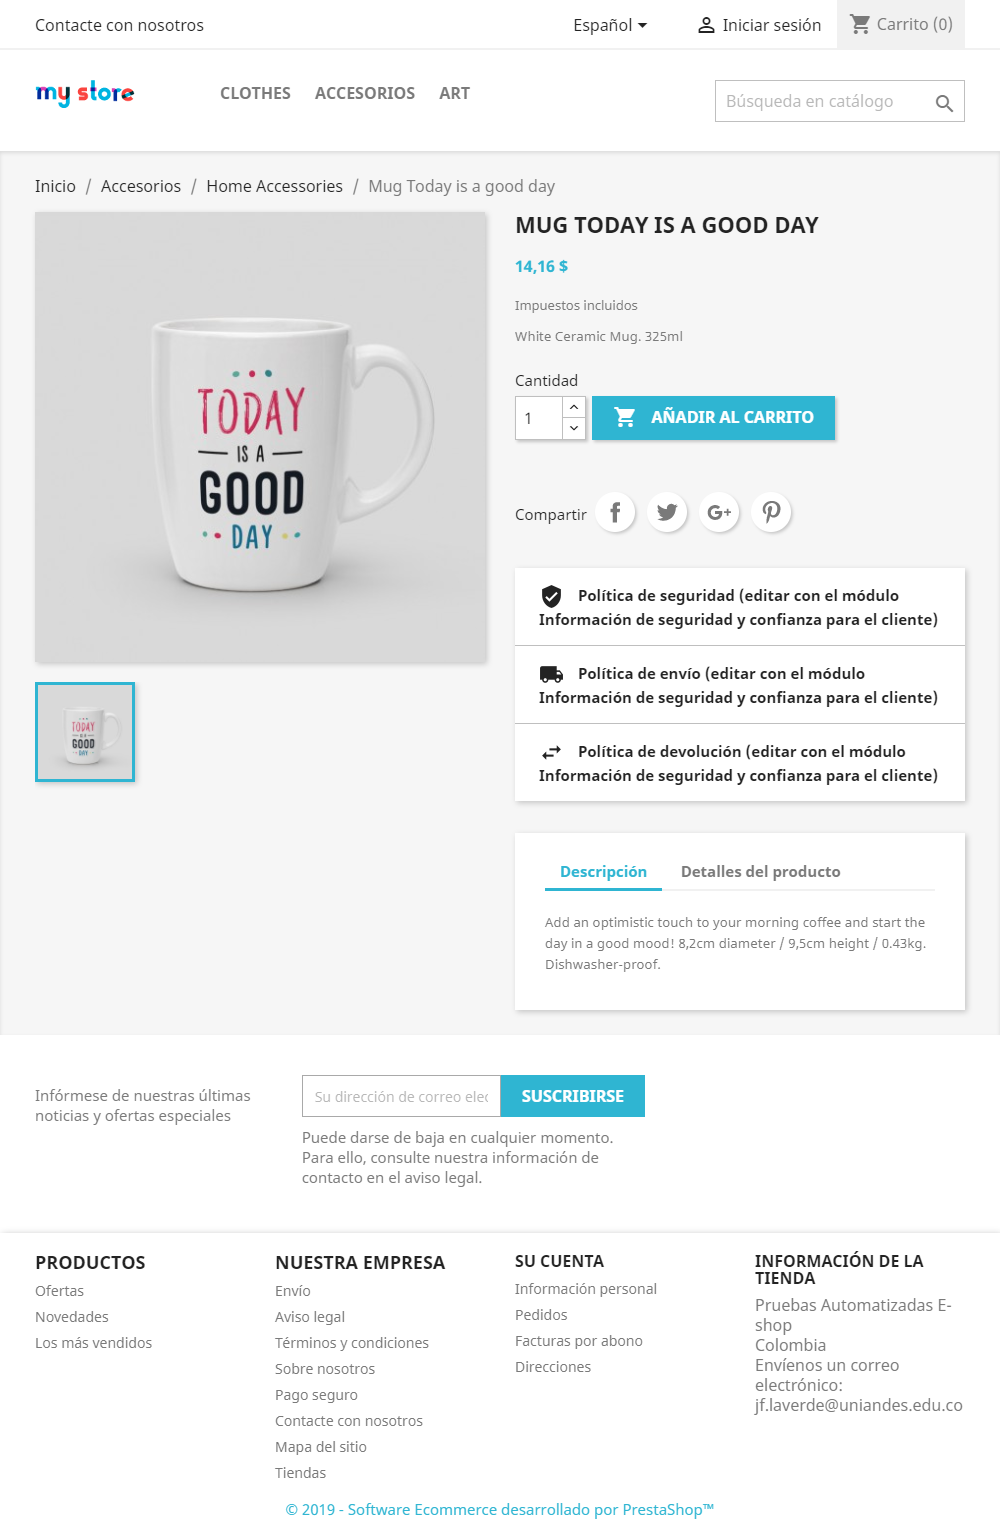 Contacte con nosotros
Español
Iniciar sesión
Carrito (0)
my store
CLOTHES
ACCESORIOS
ART
Búsqueda en catálogo
Inicio / Accesorios / Home Accessories / Mug Today is a good day
TODAY
IS A
GOOD
DAY
MUG TODAY IS A GOOD DAY
14,16 $
Impuestos incluidos
White Ceramic Mug. 325ml
Cantidad
1
AÑADIR AL CARRITO
Compartir
Política de seguridad (editar con el módulo
Información de seguridad y confianza para el cliente)
Política de envío (editar con el módulo
Información de seguridad y confianza para el cliente)
Política de devolución (editar con el módulo
Información de seguridad y confianza para el cliente)
TODAY
IS A
GOOD
DAY
Descripción
Detalles del producto
Add an optimistic touch to your morning coffee and start the
day in a good mood! 8,2cm diameter / 9,5cm height / 0.43kg.
Dishwasher-proof.
Infórmese de nuestras últimas
noticias y ofertas especiales
Su dirección de correo elec
SUSCRIBIRSE
Puede darse de baja en cualquier momento.
Para ello, consulte nuestra información de
contacto en el aviso legal.
PRODUCTOS
Ofertas
Novedades
Los más vendidos
NUESTRA EMPRESA
Envío
Aviso legal
Términos y condiciones
Sobre nosotros
Pago seguro
Contacte con nosotros
Mapa del sitio
Tiendas
SU CUENTA
Información personal
Pedidos
Facturas por abono
Direcciones
INFORMACIÓN DE LA
TIENDA
Pruebas Automatizadas E-
shop
Colombia
Envíenos un correo
electrónico:
jf.laverde@uniandes.edu.co
© 2019 - Software Ecommerce desarrollado por PrestaShop™